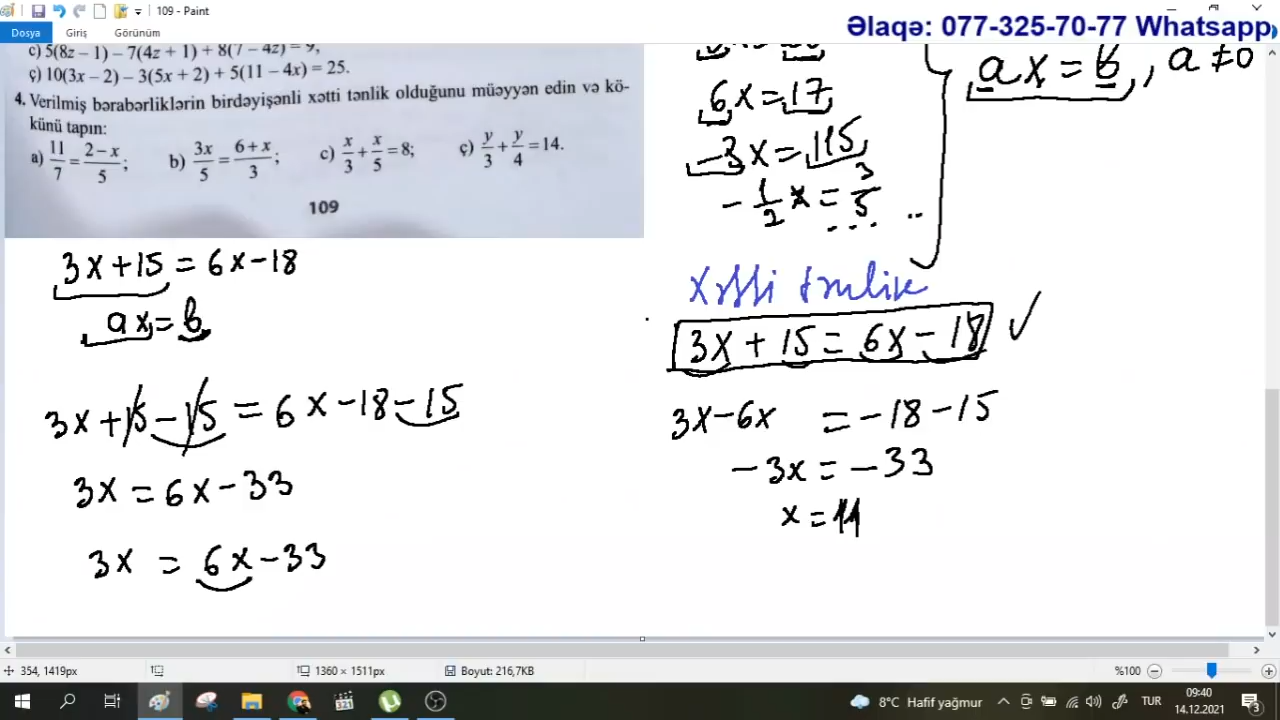 109 - Paint
Əlaqə: 077-325-70-77 Whatsapp
Dosya Giriş Görünüm
c) 5(8z – 1) – 7(4z + 1) + 8(7 – 4z) = 9;
ç) 10(3x – 2) – 3(5x + 2) + 5(11 – 4x) = 25.
4. Verilmiş bərabərliklərin birdəyişənli xətti tənlik olduğunu müəyyən edin və kö-
künü tapın:
a) 11/7 = 2 – x/5; b) 3x/5 = 6 + x/3; c) x/3 + x/5 = 8; ç) y/3 + y/4 = 14.
109
3x + 15 = 6x – 18
ax = b
3x + 15 – 15 = 6x – 18 – 15
3x = 6x – 33
3x = 6x – 33
6x = 17
–3x = 115
– 1/2 x = 3/5
... ..
ax = b, a ≠ 0
Xətti tənlik
3x + 15 = 6x – 18 ✓
3x – 6x = –18 – 15
–3x = –33
x = 11
354, 1419px 1360 × 1511px Boyut: 216,7KB %100
8°C Hafif yağmur TUR 09:40
14.12.2021 3